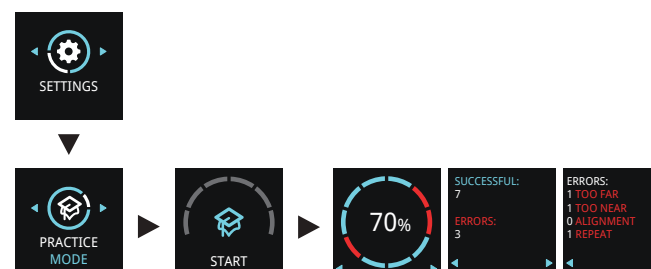 SETTINGS
PRACTICE
MODE
START
70%
SUCCESSFUL:
7
ERRORS:
3
ERRORS:
1 TOO FAR
1 TOO NEAR
0 ALIGNMENT
1 REPEAT